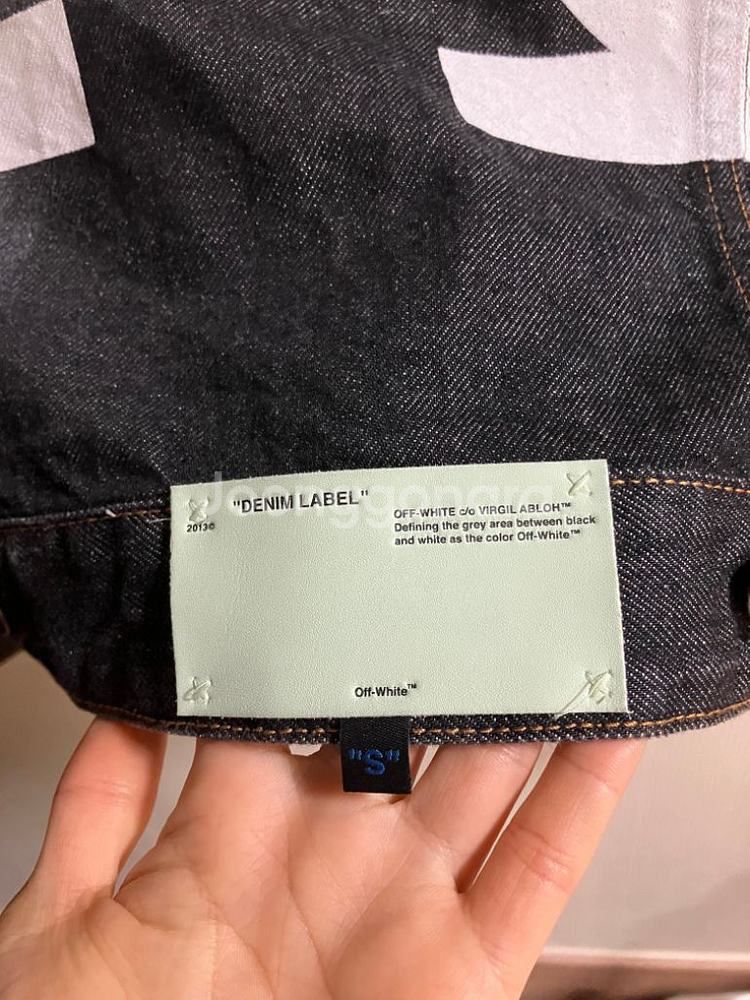 "DENIM LABEL"
2013©
OFF-WHITE c/o VIRGIL ABLOH™
Defining the grey area between black
and white as the color Off-White™
Joonggonara
Off-White™
"S"